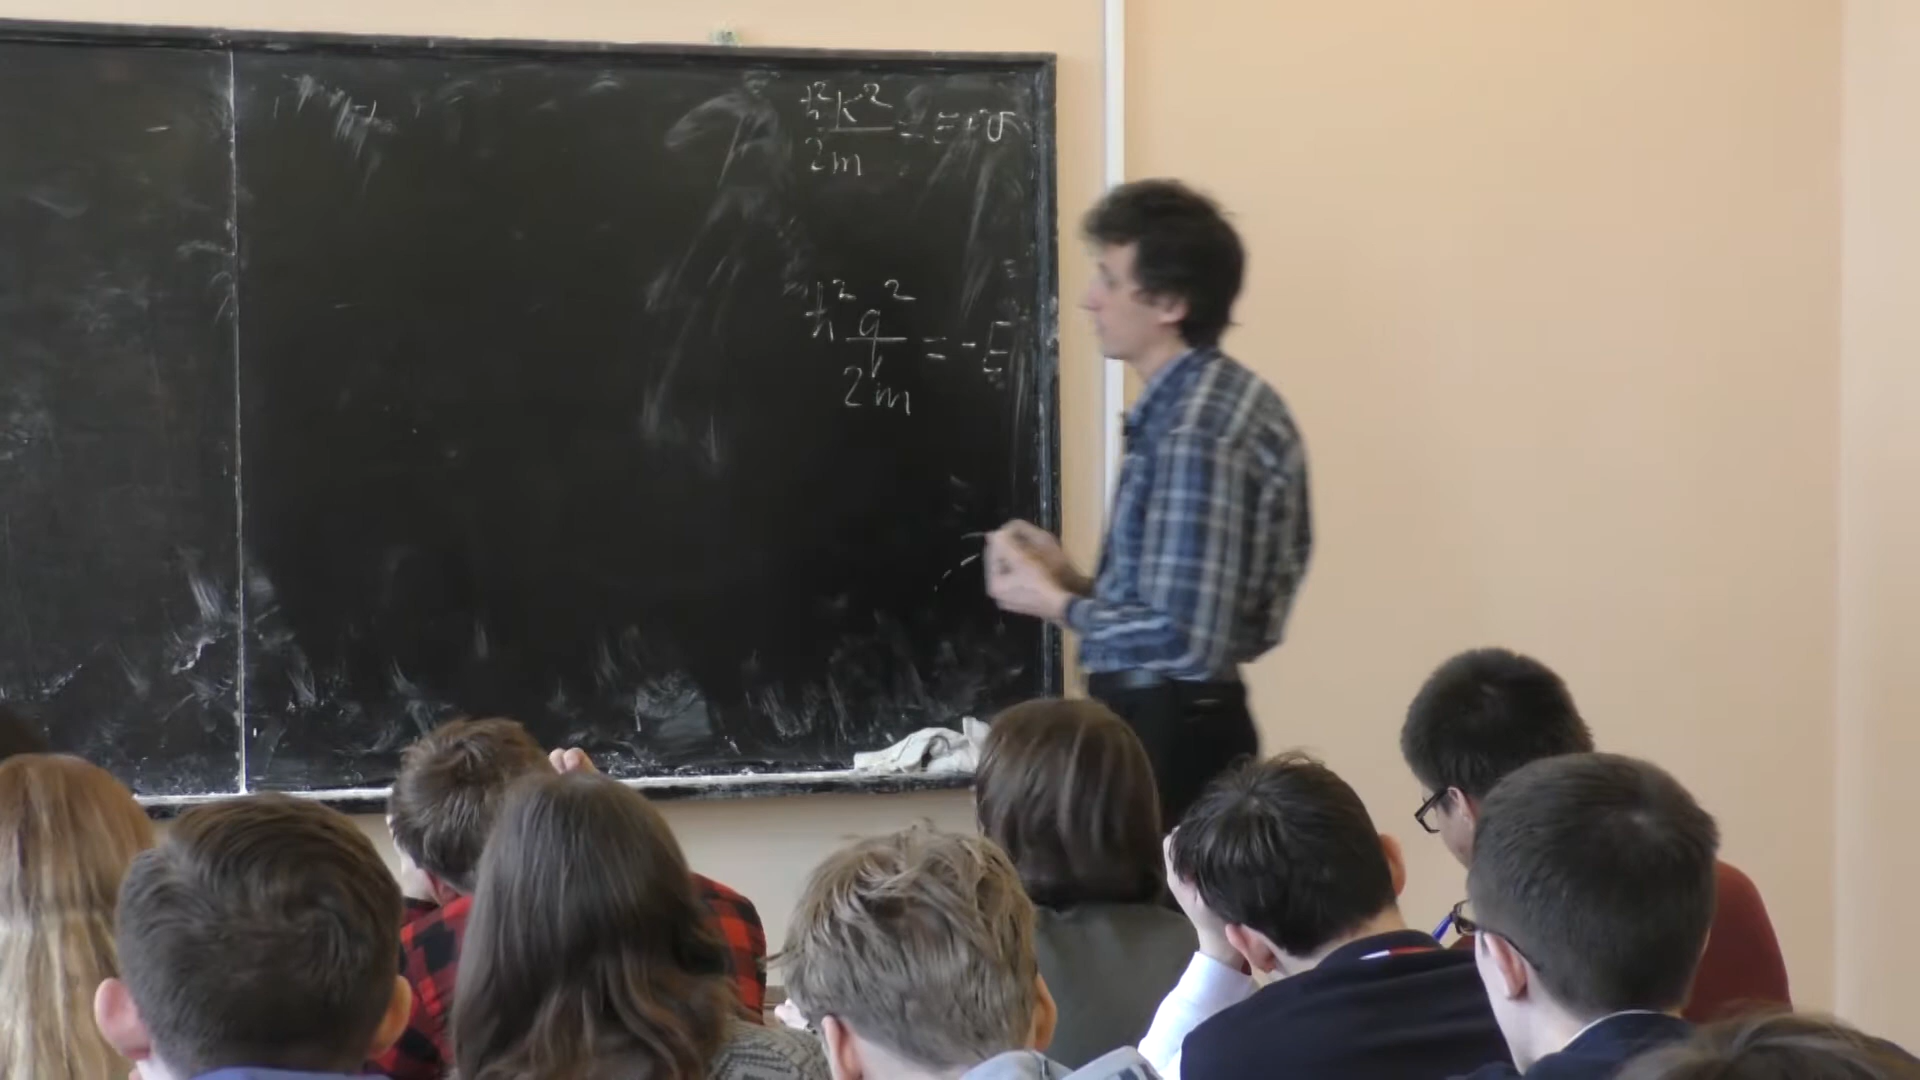 ħ²k²/2m = E+U
ħ²q²/2m = -E